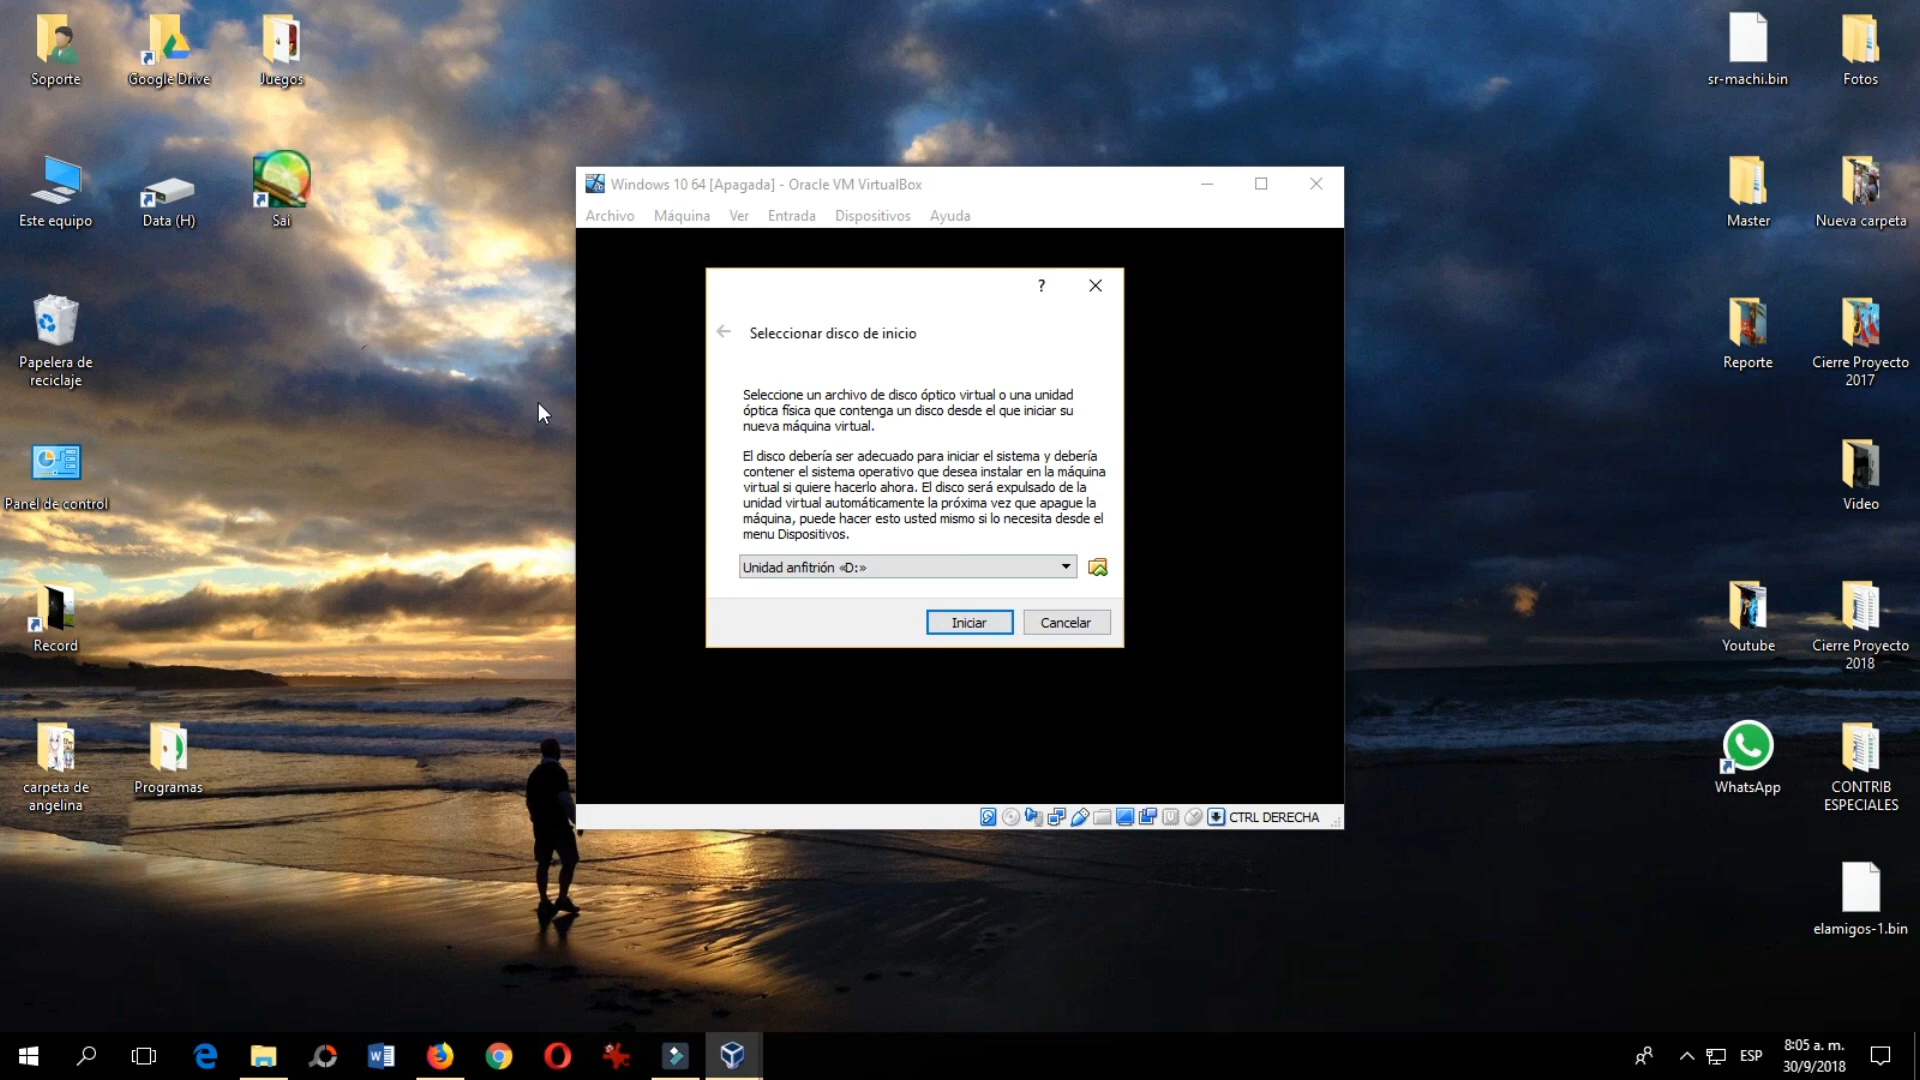 Soporte
Google Drive
Juegos
sr-machi.bin
Fotos
Este equipo
Data (H)
Sai
Master
Nueva carpeta
Papelera de
reciclaje
Reporte
Cierre Proyecto
2017
Panel de control
Video
Record
Youtube
Cierre Proyecto
2018
carpeta de
angelina
Programas
WhatsApp
CONTRIB
ESPECIALES
elamigos-1.bin
Windows 10 64 [Apagada] - Oracle VM VirtualBox
Archivo Máquina Ver Entrada Dispositivos Ayuda
?
Seleccionar disco de inicio
Seleccione un archivo de disco óptico virtual o una unidad
óptica física que contenga un disco desde el que iniciar su
nueva máquina virtual.
El disco debería ser adecuado para iniciar el sistema y debería
contener el sistema operativo que desea instalar en la máquina
virtual si quiere hacerlo ahora. El disco será expulsado de la
unidad virtual automáticamente la próxima vez que apague la
máquina, puede hacer esto usted mismo si lo necesita desde el
menu Dispositivos.
Unidad anfitrión «D:»
Iniciar Cancelar
CTRL DERECHA
ESP
8:05 a. m.
30/9/2018